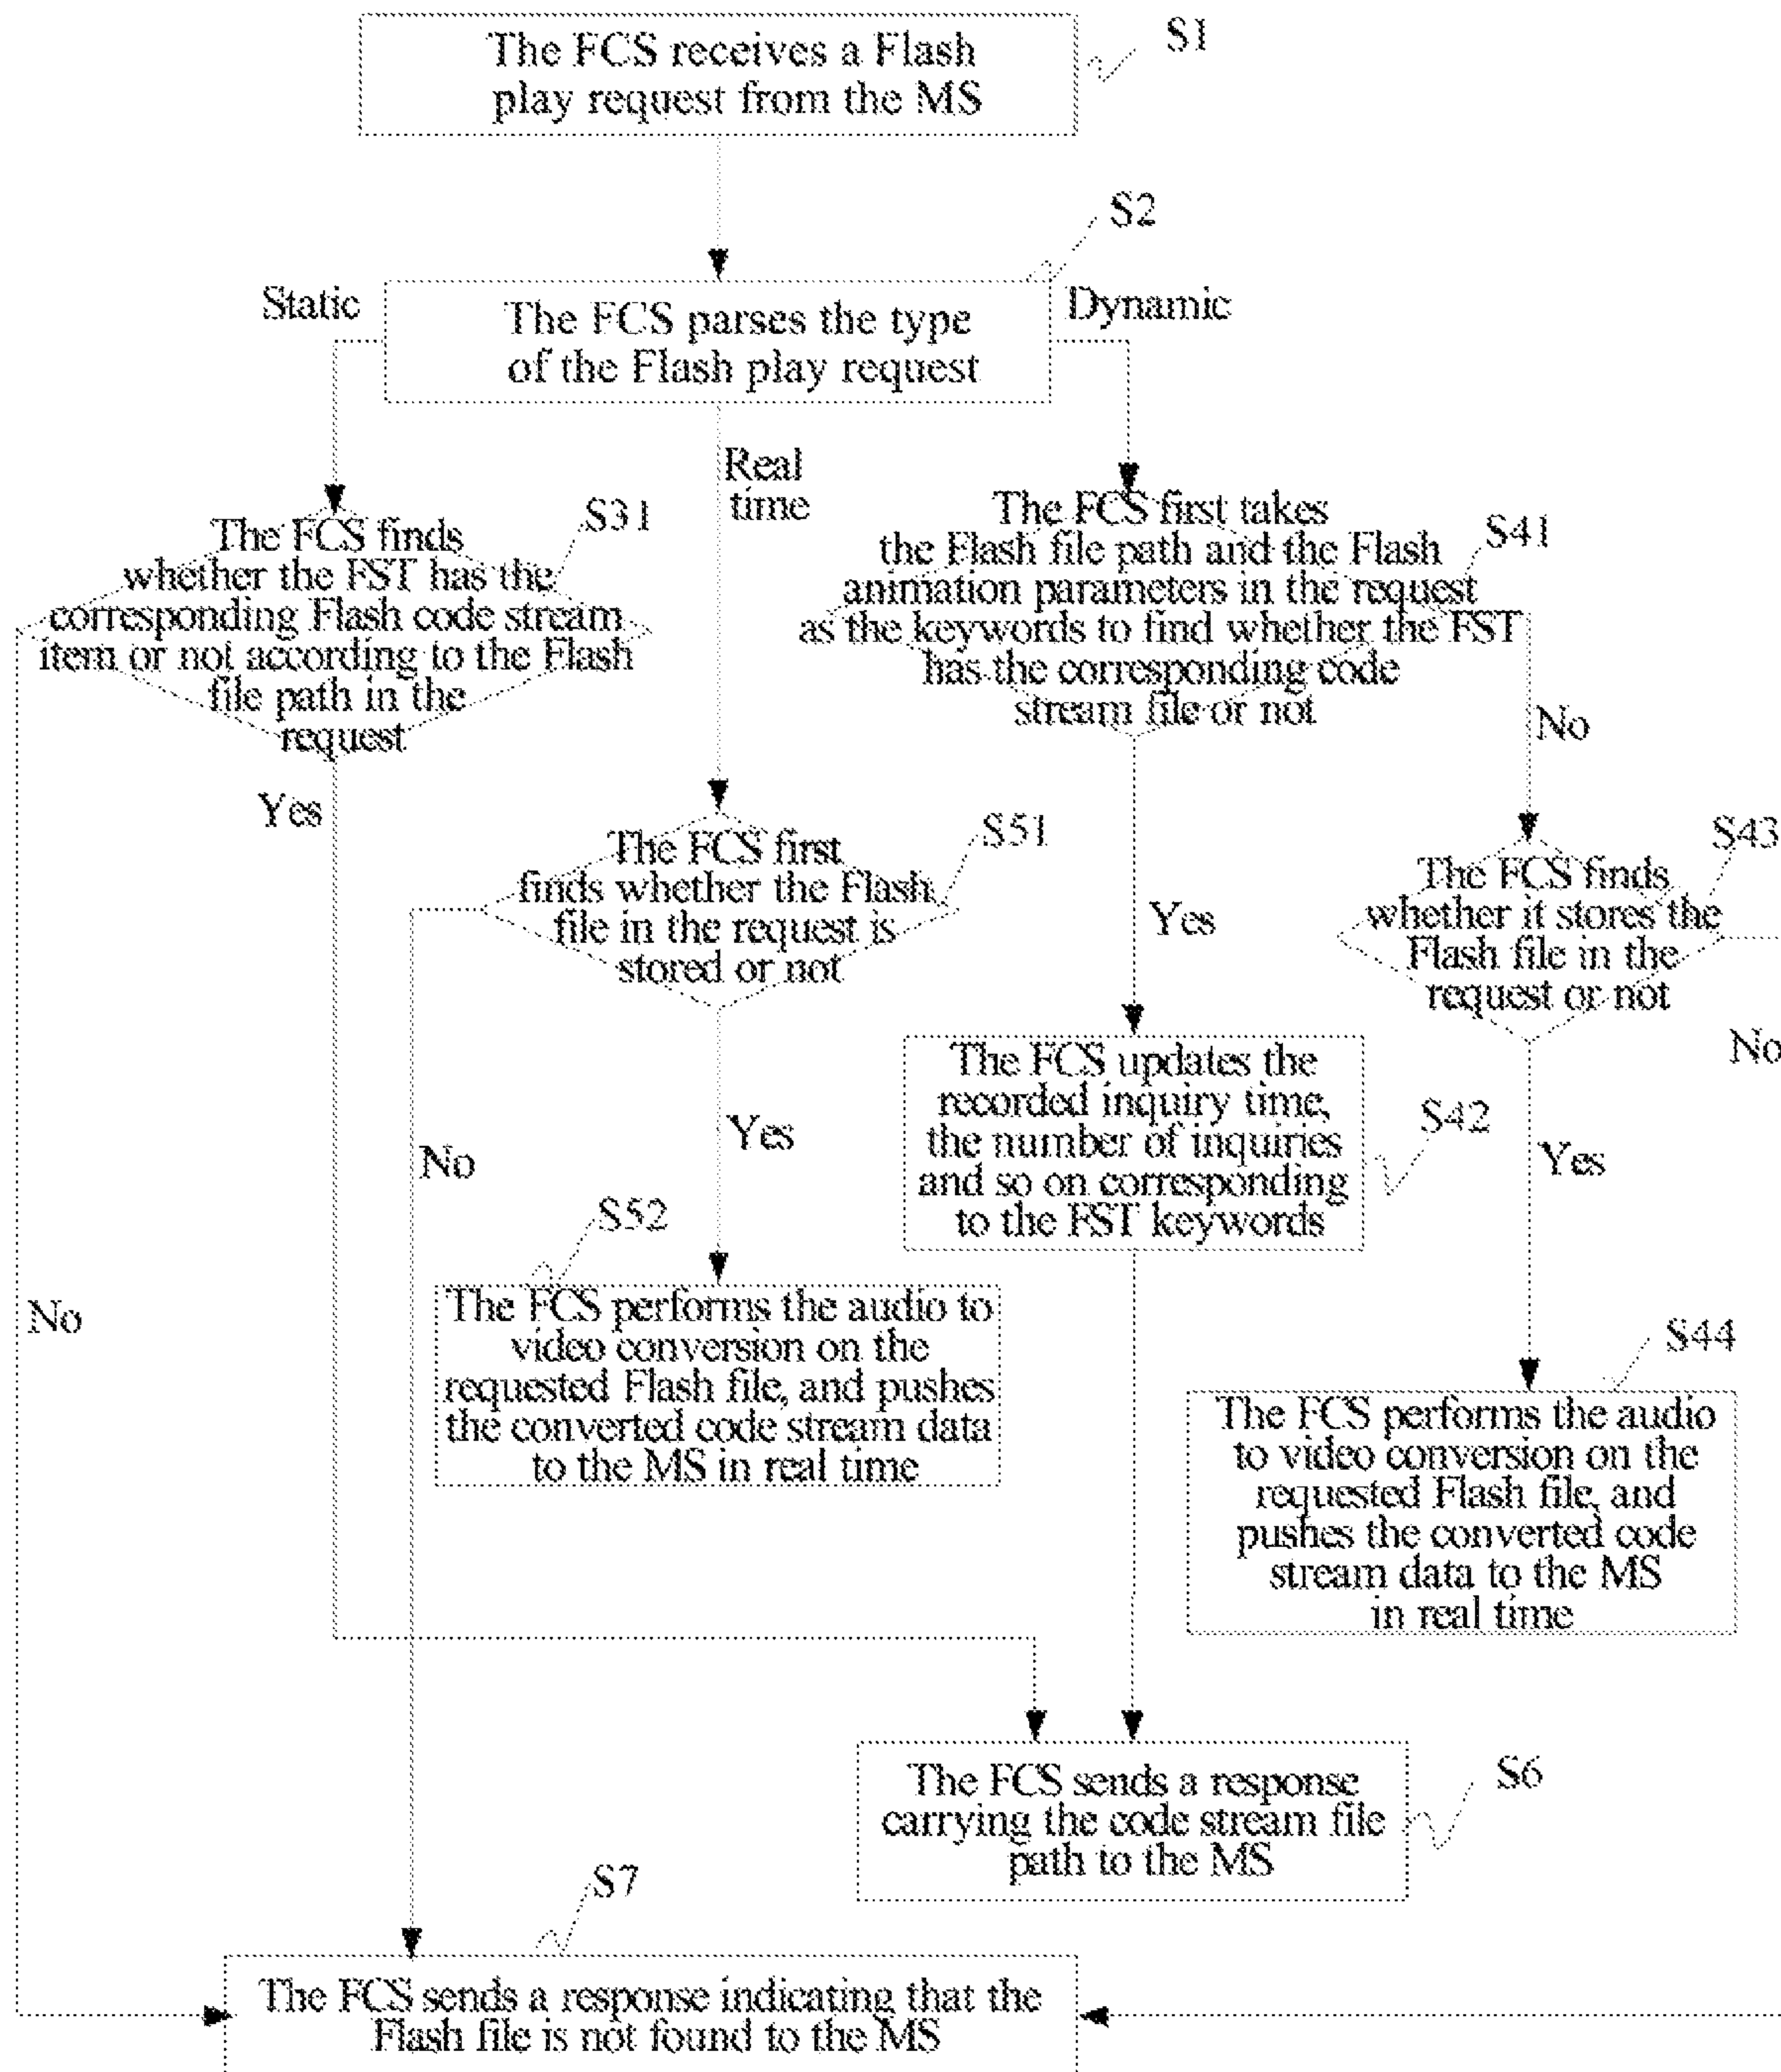 The FCS receives a Flash
play request from the MS
S1
S2
Static
The FCS parses the type
of the Flash play request
Dynamic
Real
time
The FCS finds
whether the FST has the
corresponding Flash code stream
item or not according to the Flash
file path in the
request
S31
The FCS first takes
the Flash file path and the Flash
animation parameters in the request
as the keywords to find whether the FST
has the corresponding code
stream file or not
S41
No
Yes
The FCS first
finds whether the Flash
file in the request is
stored or not
S51
Yes
The FCS finds
whether it stores the
Flash file in the
request or not
S43
No
The FCS updates the
recorded inquiry time,
the number of inquiries
and so on corresponding
to the FST keywords
S42
Yes
No
Yes
S52
The FCS performs the audio to
video conversion on the
requested Flash file, and pushes
the converted code stream data
to the MS in real time
No
S44
The FCS performs the audio
to video conversion on the
requested Flash file, and
pushes the converted code
stream data to the MS
in real time
The FCS sends a response
carrying the code stream file
path to the MS
S6
S7
The FCS sends a response indicating that the
Flash file is not found to the MS